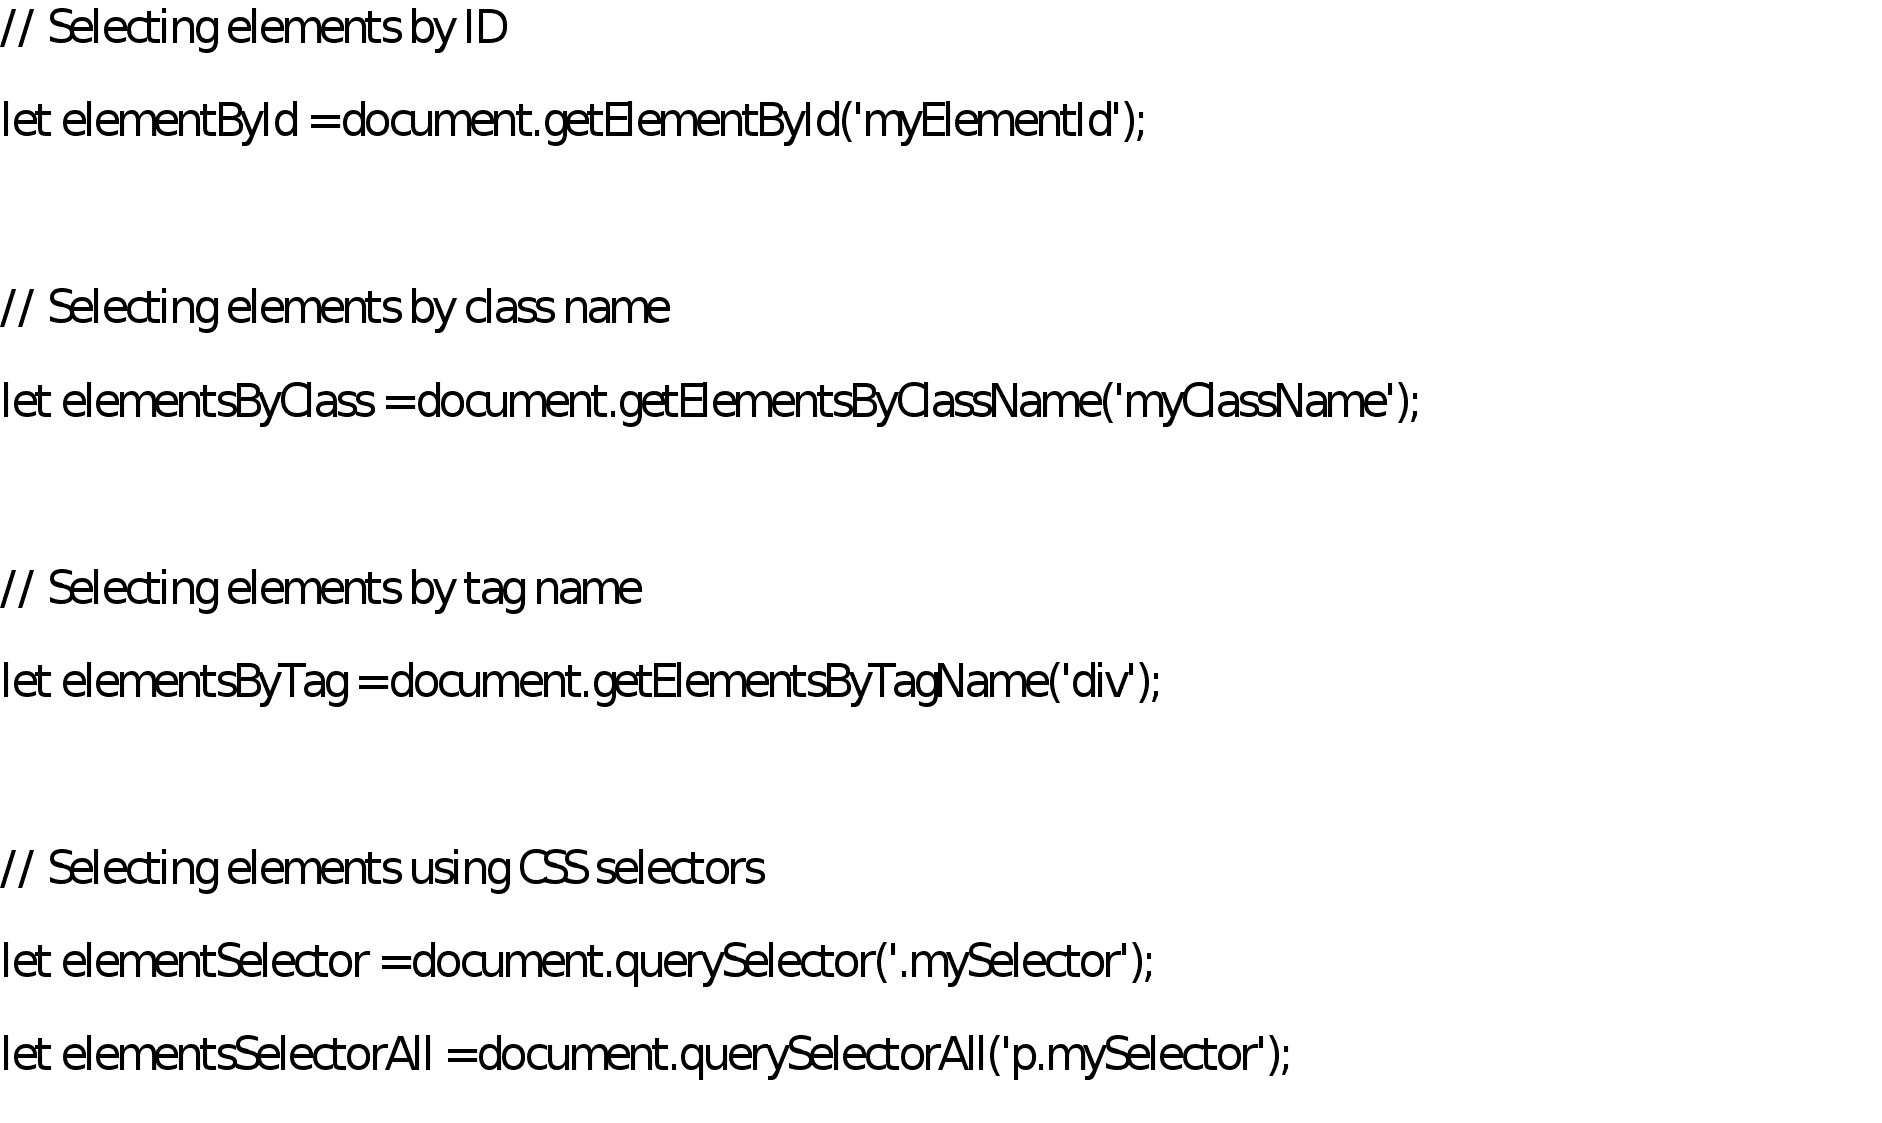 // Selecting elements by ID
let elementById = document.getElementById('myElementId');
// Selecting elements by class name
let elementsByClass = document.getElementsByClassName('myClassName');
// Selecting elements by tag name
let elementsByTag = document.getElementsByTagName('div');
// Selecting elements using CSS selectors
let elementSelector = document.querySelector('.mySelector');
let elementsSelectorAll = document.querySelectorAll('p.mySelector');